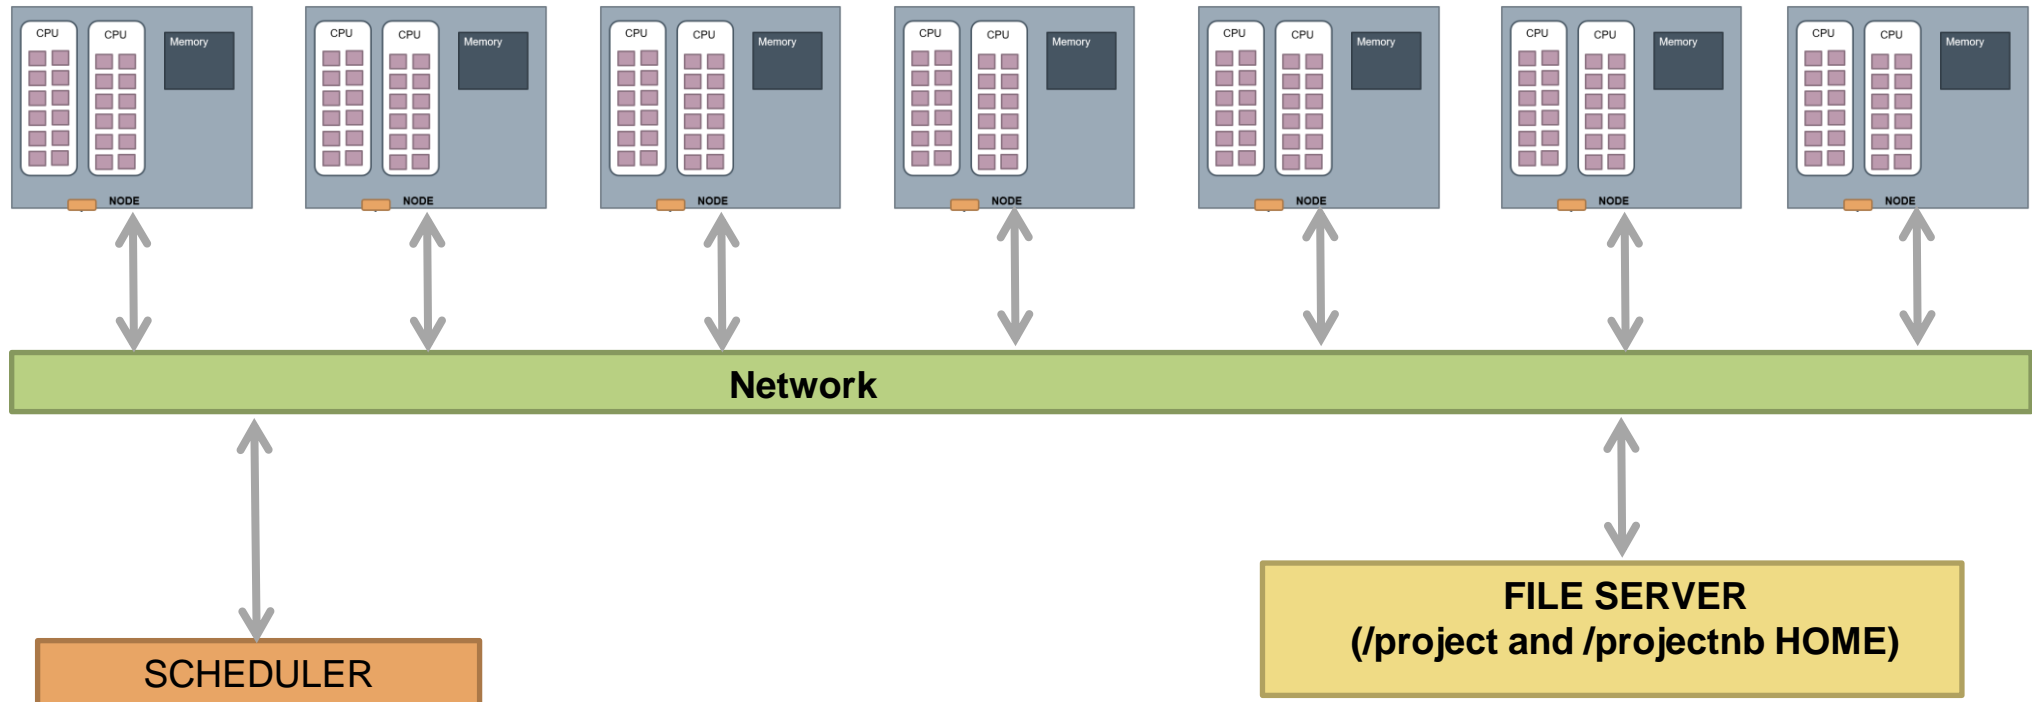 CPU
CPU
Memory
NODE
CPU
CPU
Memory
NODE
CPU
CPU
Memory
NODE
CPU
CPU
Memory
NODE
CPU
CPU
Memory
NODE
CPU
CPU
Memory
NODE
CPU
CPU
Memory
NODE
Network
SCHEDULER
FILE SERVER
(/project and /projectnb HOME)